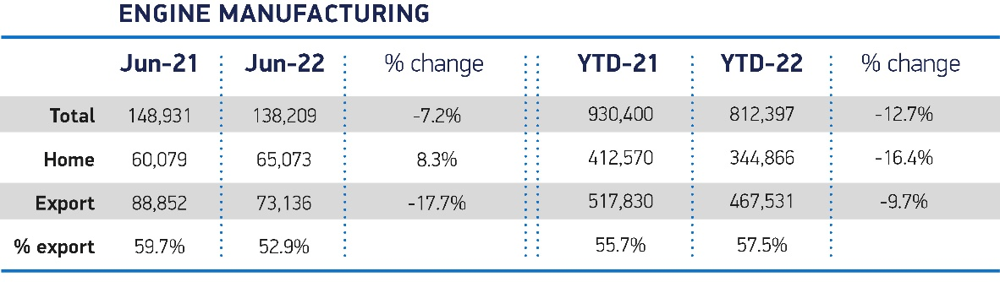 ENGINE MANUFACTURING
Jun-21 Jun-22 % change YTD-21 YTD-22 % change
Total 148,931 138,209 -7.2% 930,400 812,397 -12.7%
Home 60,079 65,073 8.3% 412,570 344,866 -16.4%
Export 88,852 73,136 -17.7% 517,830 467,531 -9.7%
% export 59.7% 52.9% 55.7% 57.5%